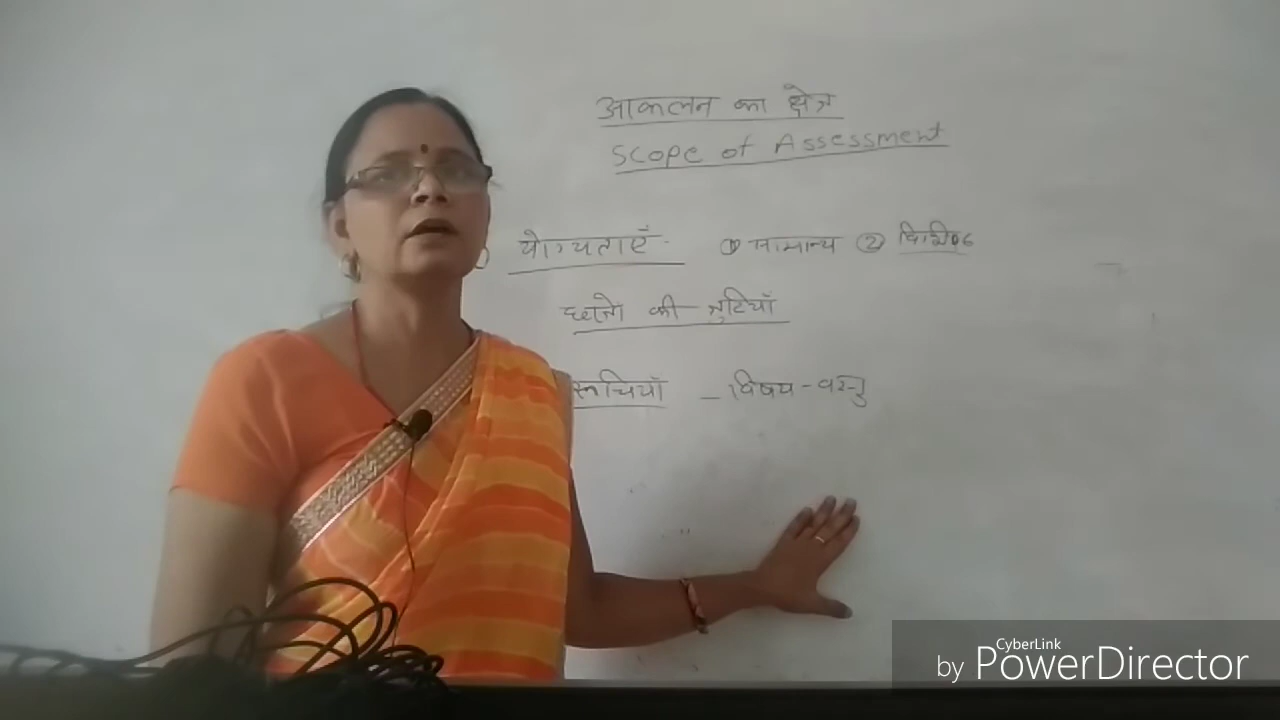 आकलन का क्षेत्र
Scope of Assessment
योग्यताएँ - ① सामान्य ② विशिष्ट
छात्रो की त्रुटियाँ
रूचियाँ - विषय-वस्तु
CyberLink
by PowerDirector